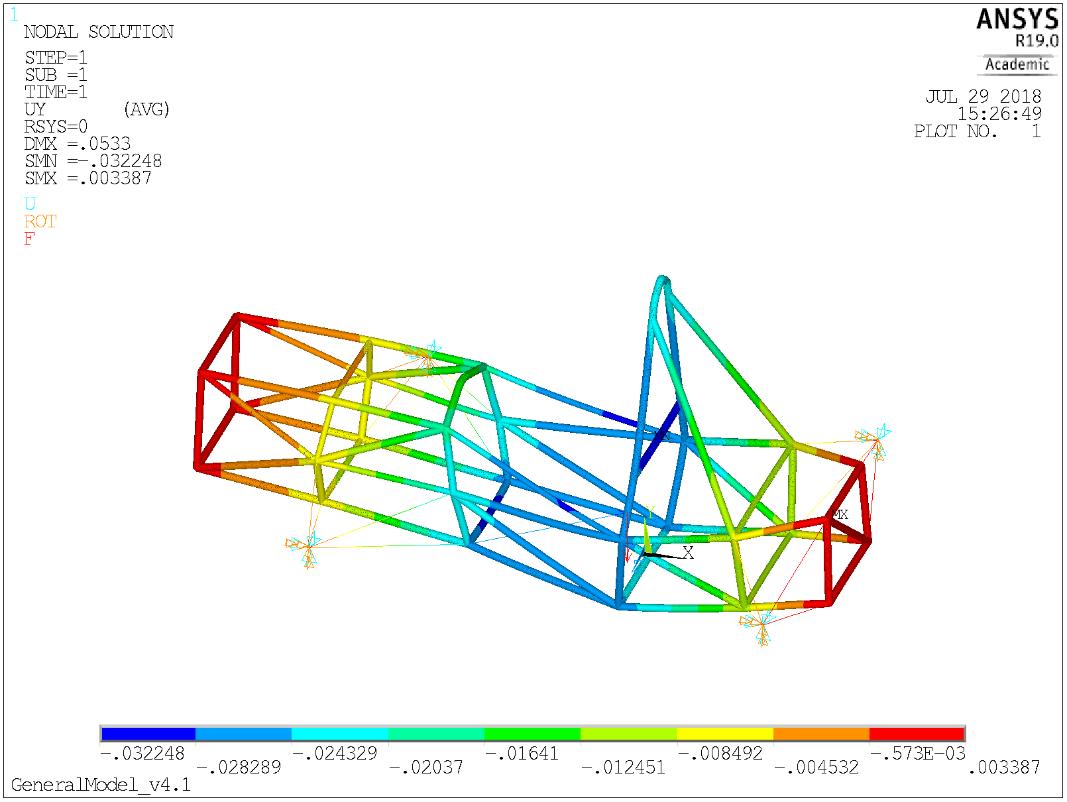 1
NODAL SOLUTION
STEP=1
SUB =1
TIME=1
UY (AVG)
RSYS=0
DMX =.0533
SMN =-.032248
SMX =.003387
U
ROT
F
ANSYS
R19.0
Academic
JUL 29 2018
15:26:49
PLOT NO. 1
MX
Y
X
-.032248 -.024329 -.01641 -.008492 -.573E-03
-.028289 -.02037 -.012451 -.004532 .003387
GeneralModel_v4.1